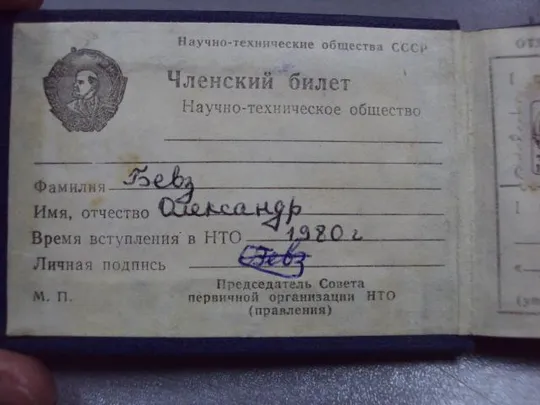 Научно-технические общества СССР
Членский билет
Научно-техническое общество
Фамилия Бевз
Имя, отчество Олександр
Время вступления в НТО 1980 г
Личная подпись Бевз
Председатель Совета
М. П. первичной организации НТО
(правления)